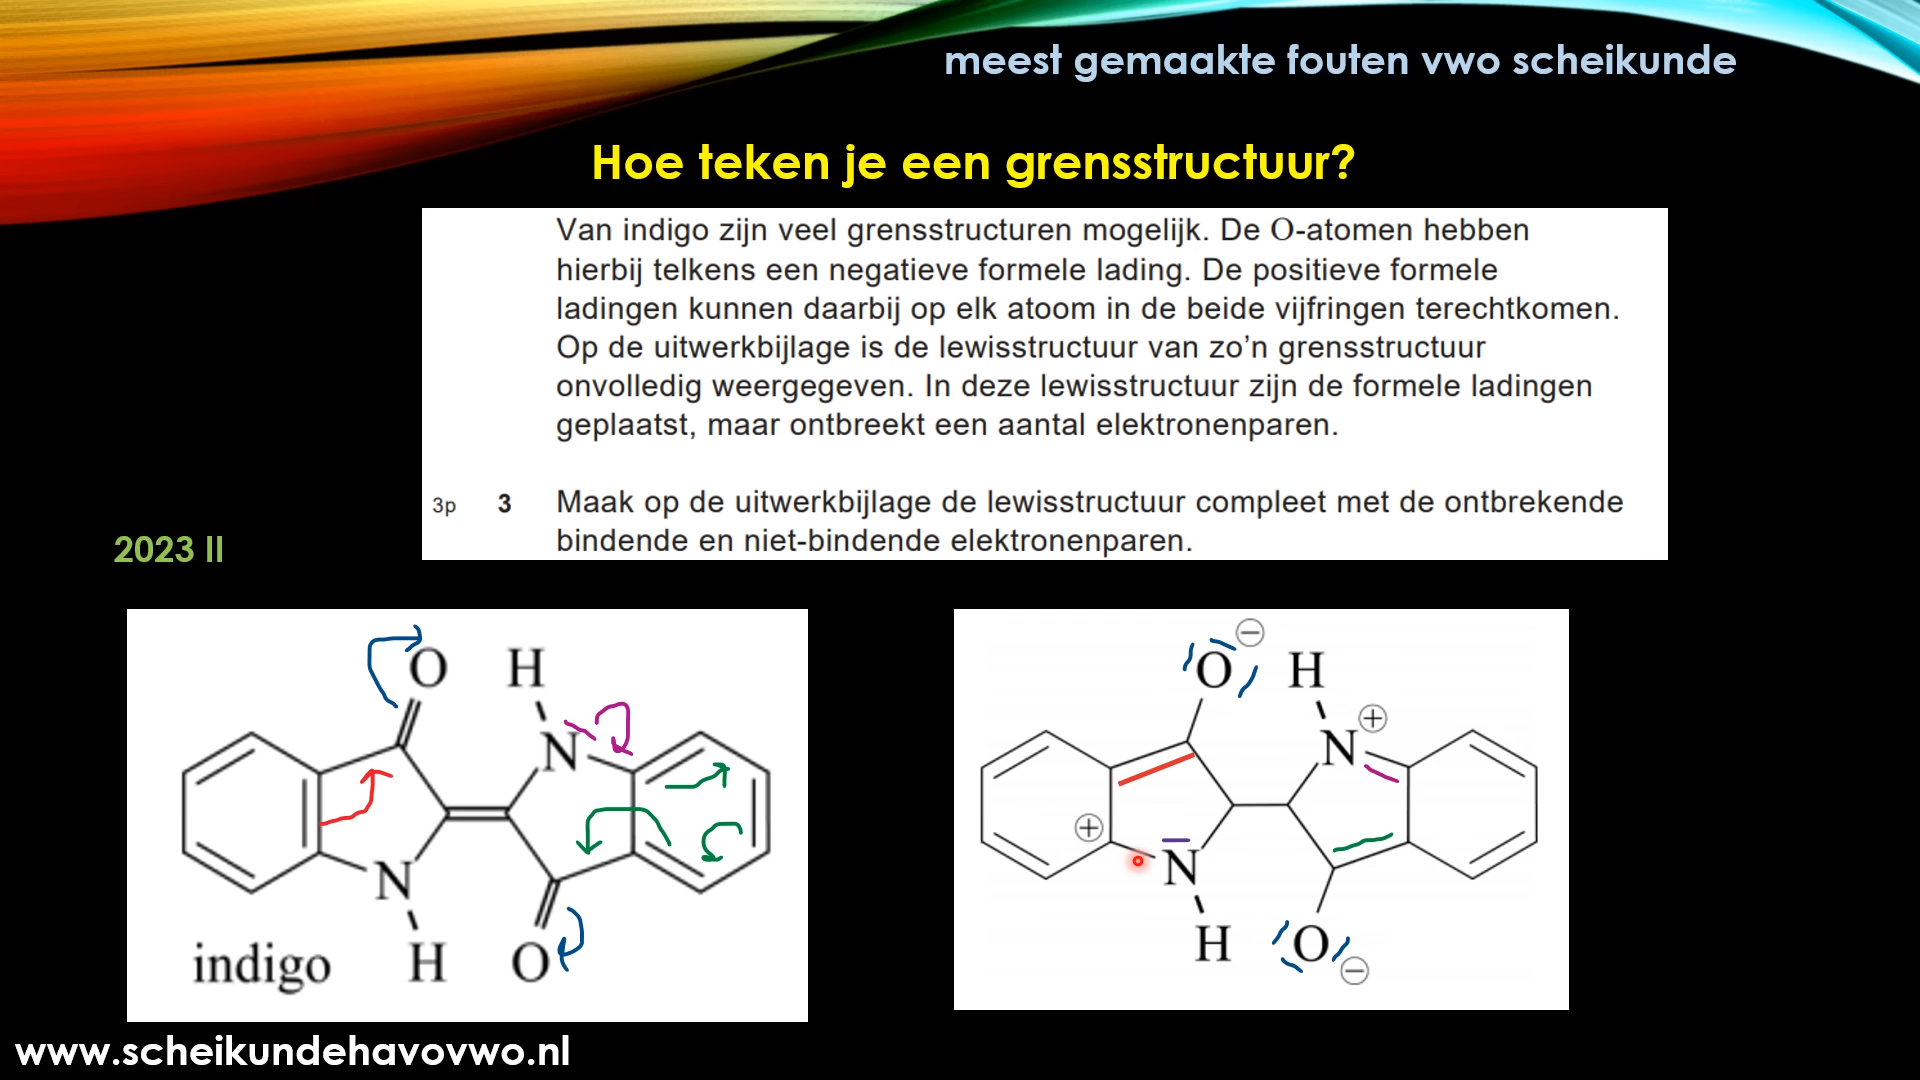 meest gemaakte fouten vwo scheikunde
Hoe teken je een grensstructuur?
Van indigo zijn veel grensstructuren mogelijk. De O-atomen hebben
hierbij telkens een negatieve formele lading. De positieve formele
ladingen kunnen daarbij op elk atoom in de beide vijfringen terechtkomen.
Op de uitwerkbijlage is de lewisstructuur van zo’n grensstructuur
onvolledig weergegeven. In deze lewisstructuur zijn de formele ladingen
geplaatst, maar ontbreekt een aantal elektronenparen.
3p 3 Maak op de uitwerkbijlage de lewisstructuur compleet met de ontbrekende
bindende en niet-bindende elektronenparen.
2023 II
O H
N
N
indigo H O
O ⊖ H
N ⊕
⊕ N
H O ⊖
www.scheikundehavovwo.nl